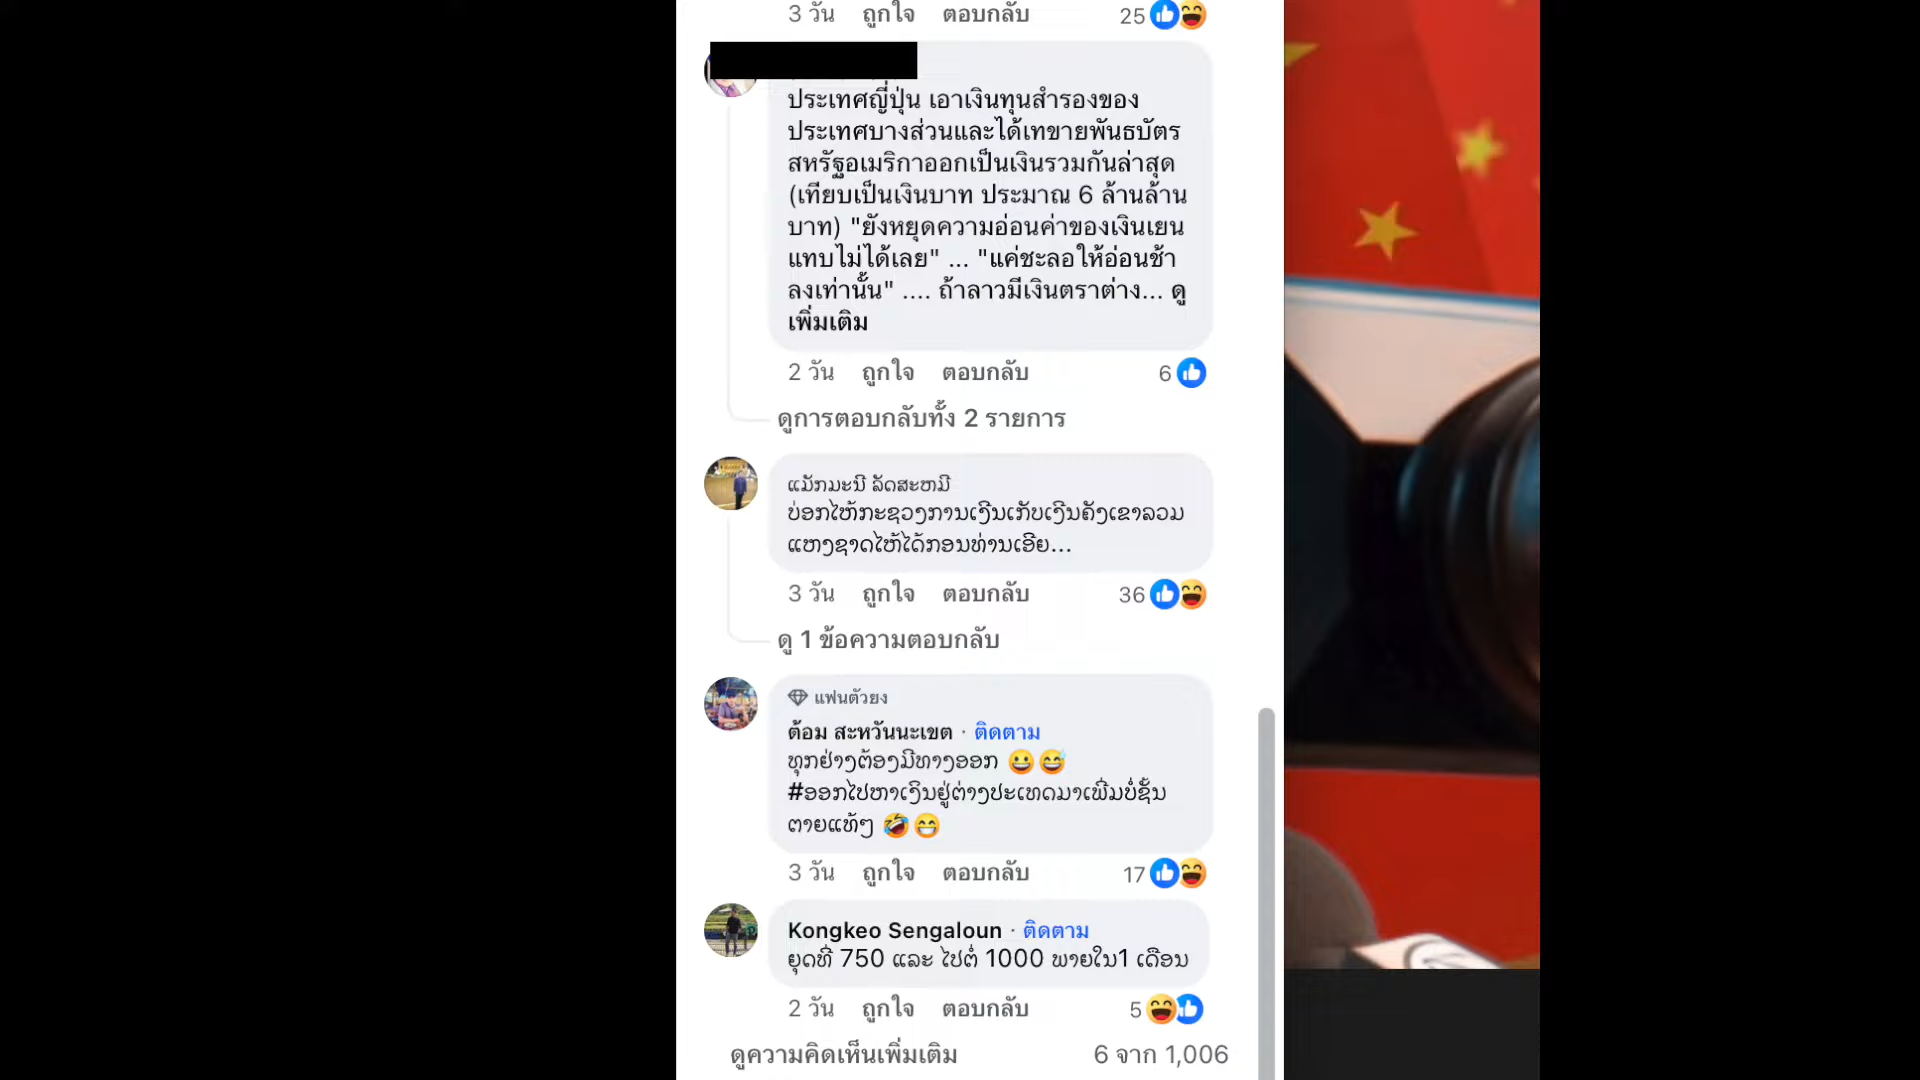 3 วัน ถูกใจ ตอบกลับ 25
ประเทศญี่ปุ่น เอาเงินทุนสำรองของ
ประเทศบางส่วนและได้เทขายพันธบัตร
สหรัฐอเมริกาออกเป็นเงินรวมกันล่าสุด
(เทียบเป็นเงินบาท ประมาณ 6 ล้านล้าน
บาท) "ยังหยุดความอ่อนค่าของเงินเยน
แทบไม่ได้เลย" ... "แค่ชะลอให้อ่อนช้า
ลงเท่านั้น" .... ถ้าลาวมีเงินตราต่าง... ดู
เพิ่มเติม
2 วัน ถูกใจ ตอบกลับ 6
ดูการตอบกลับทั้ง 2 รายการ
ແມັກມະນີ ລັດສະຫມີ
ບ່ອກໄຫ້ກະຊວງການເງີນເກັບເງີນຄັງເຂາລວມ
ແຫງຊາດໄຫ້ໄດ້ກອນທ່ານເອີຍ...
3 วัน ถูกใจ ตอบกลับ 36
ดู 1 ข้อความตอบกลับ
แฟนตัวยง
ต้อม สะหวันนะเขต · ติดตาม
ທຸກຢ່າງຕ້ອງມີທາງອອກ 😀😅
#ອອກໄປຫາເງິນຢູ່ຕ່າງປະເທດມາເພີ່ມບໍ່ຊັ້ນ
ຕາຍແທ້ໆ 🤣😁
3 วัน ถูกใจ ตอบกลับ 17
Kongkeo Sengaloun · ติดตาม
ຍຸດທີ່ 750 ແລະ ໄປຕໍ່ 1000 ພາຍໃນ1 ເດືອນ
2 วัน ถูกใจ ตอบกลับ 5
ดูความคิดเห็นเพิ่มเติม 6 จาก 1,006